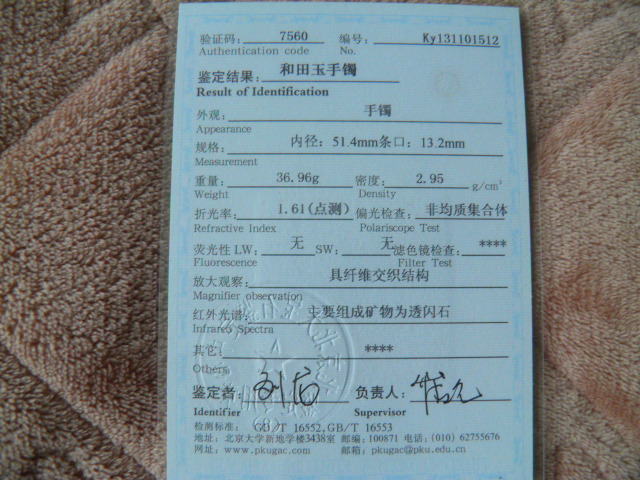 验证码： 7560 编号： Ky131101512
Authentication code No.
鉴定结果： 和田玉手镯
Result of Identification
外观： 手镯
Appearance
规格： 内径：51.4mm条口：13.2mm
Measurement
重量： 36.96g 密度： 2.95 g/cm³
Weight Density
折光率： 1.61(点测) 偏光检查： 非均质集合体
Refractive Index Polariscope Test
荧光性 LW： 无 SW： 无 滤色镜检查： ****
Fluorescence Filter Test
放大观察： 具纤维交织结构
Magnifier observation
红外光谱： 主要组成矿物为透闪石
Infrared Spectra
其它： ****
Others
鉴定者： 负责人：
Identifier Supervisor
检测标准： GB/T 16552,GB/T 16553
地址：北京大学新地学楼3438室 邮编：100871 电话：(010) 62755676
网址：www.pkugac.com 邮箱：pkugac@pku.edu.cn